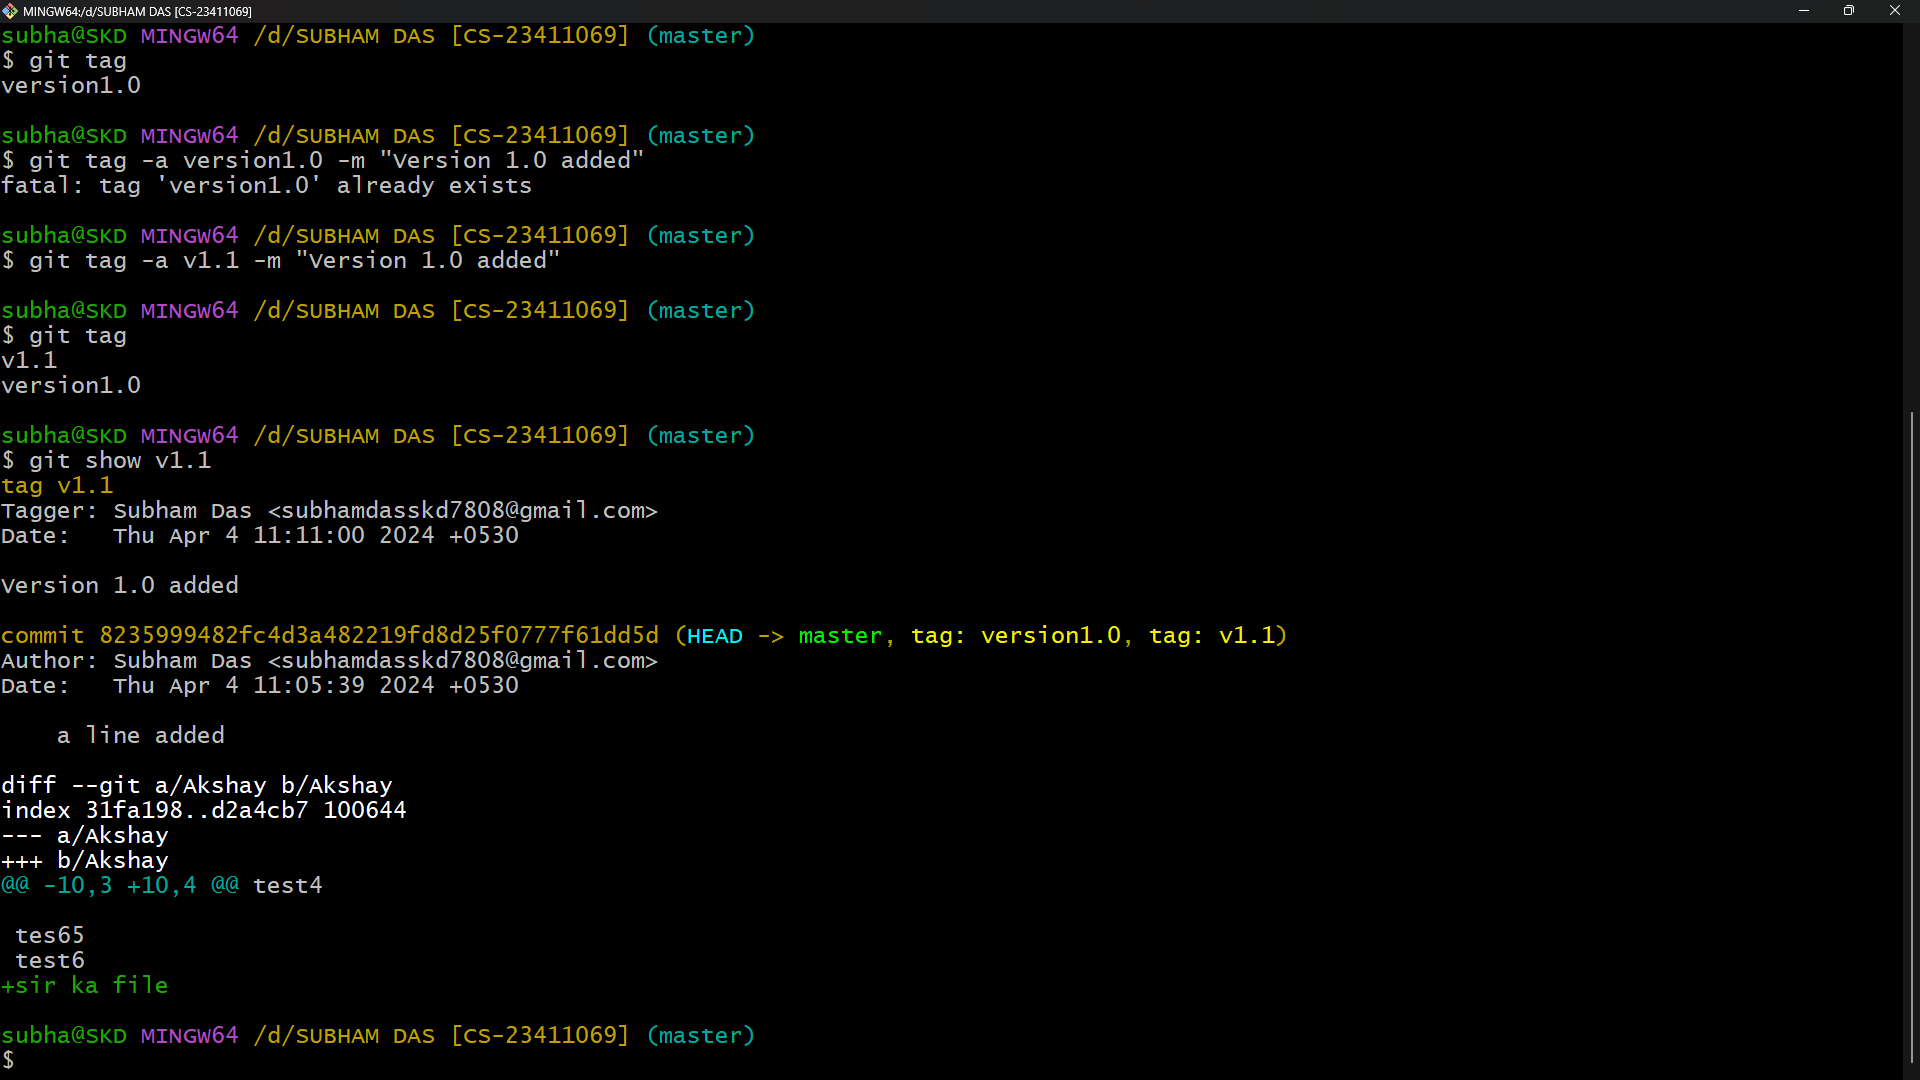 MINGW64:/d/SUBHAM DAS [CS-23411069]
subha@SKD MINGW64 /d/SUBHAM DAS [CS-23411069] (master)
$ git tag
version1.0
subha@SKD MINGW64 /d/SUBHAM DAS [CS-23411069] (master)
$ git tag -a version1.0 -m "Version 1.0 added"
fatal: tag 'version1.0' already exists
subha@SKD MINGW64 /d/SUBHAM DAS [CS-23411069] (master)
$ git tag -a v1.1 -m "Version 1.0 added"
subha@SKD MINGW64 /d/SUBHAM DAS [CS-23411069] (master)
$ git tag
v1.1
version1.0
subha@SKD MINGW64 /d/SUBHAM DAS [CS-23411069] (master)
$ git show v1.1
tag v1.1
Tagger: Subham Das <subhamdasskd7808@gmail.com>
Date:   Thu Apr 4 11:11:00 2024 +0530
Version 1.0 added
commit 8235999482fc4d3a482219fd8d25f0777f61dd5d (HEAD -> master, tag: version1.0, tag: v1.1)
Author: Subham Das <subhamdasskd7808@gmail.com>
Date:   Thu Apr 4 11:05:39 2024 +0530
    a line added
diff --git a/Akshay b/Akshay
index 31fa198..d2a4cb7 100644
--- a/Akshay
+++ b/Akshay
@@ -10,3 +10,4 @@ test4
 tes65
 test6
+sir ka file
subha@SKD MINGW64 /d/SUBHAM DAS [CS-23411069] (master)
$